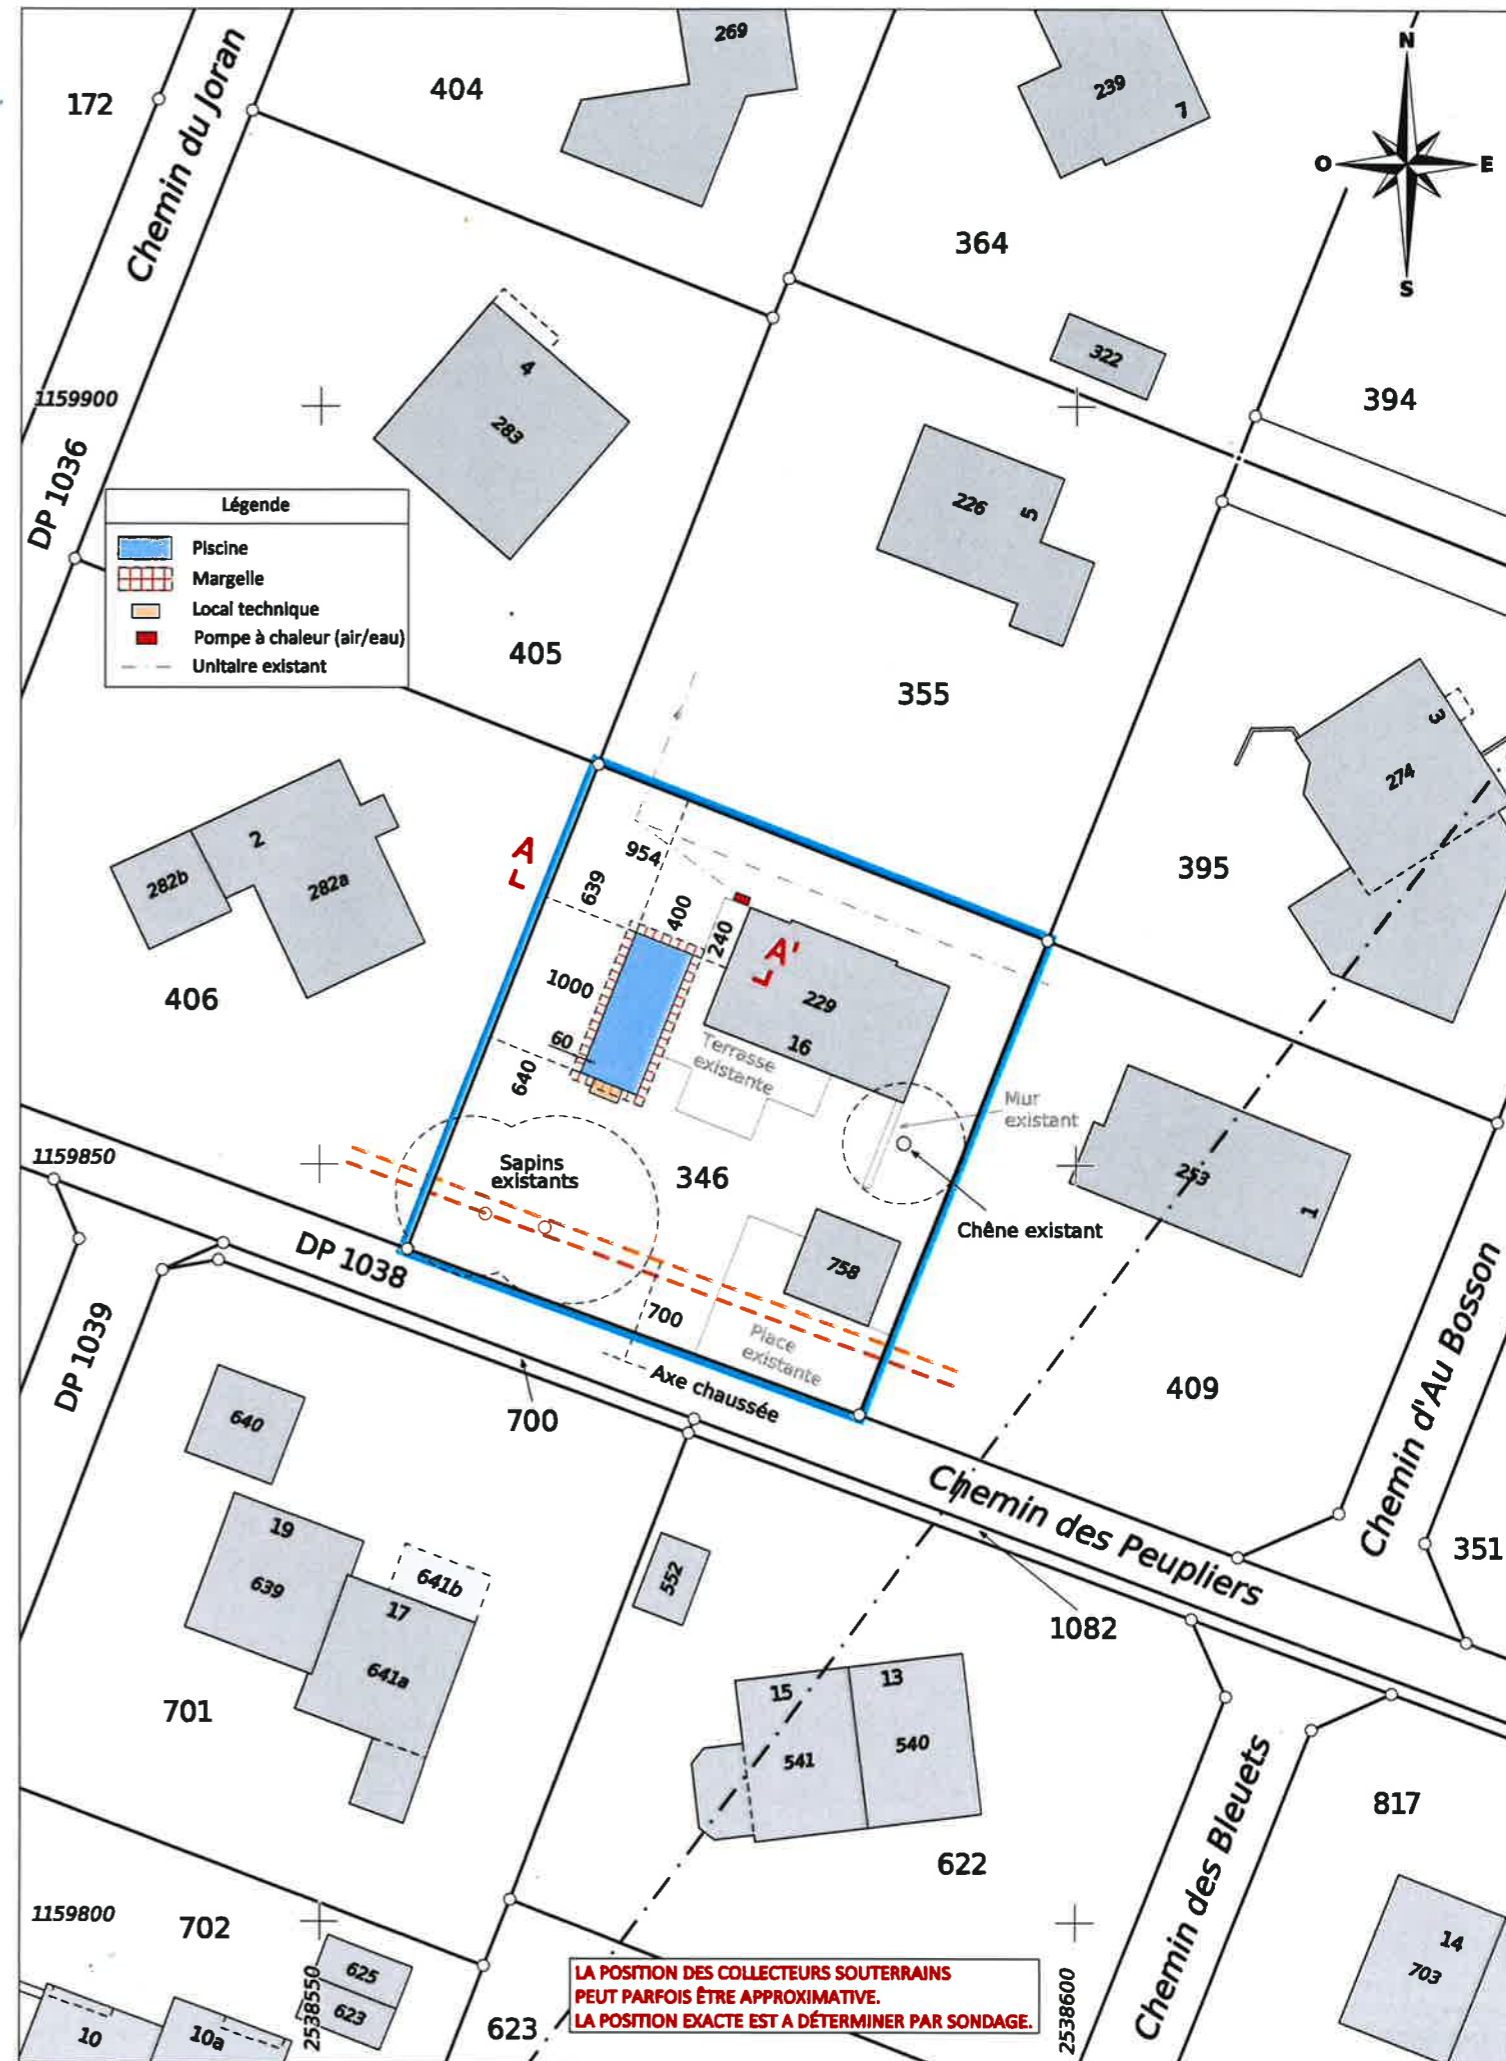 269
404
172
Chemin du Joran
239
7
N
O
E
S
364
4
283
322
394
1159900
DP 1036
226
5
Légende
Piscine
Margelle
Local technique
Pompe à chaleur (air/eau)
Unitaire existant
405
355
3
274
2
282b
282a
A
954
639
400
240
A'
395
406
1000
229
16
60
640
Terrasse
existante
Mur
existant
1159850
Sapins
existants
346
253
1
Chêne existant
DP 1038
758
DP 1039
700
Place
existante
Axe chaussée
409
Chemin d'Au Bosson
640
700
Chemin des Peupliers
351
19
639
641b
17
641a
552
1082
701
15
13
541
540
817
622
Chemin des Bleuets
1159800
702
625
623
2538550
10
10a
623
LA POSITION DES COLLECTEURS SOUTERRAINS
PEUT PARFOIS ÊTRE APPROXIMATIVE.
LA POSITION EXACTE EST A DÉTERMINER PAR SONDAGE.
2538600
14
703